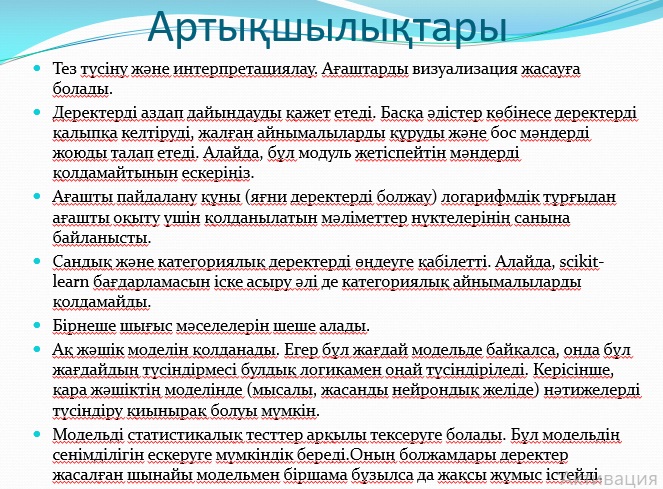 Артықшылықтары
Тез түсіну және интерпретациялау. Ағаштарды визуализация жасауға
болады.
Деректерді аздап дайындауды қажет етеді. Басқа әдістер көбінесе деректерді
қалыпқа келтіруді, жалған айнымалыларды құруды және бос мәндерді
жоюды талап етеді. Алайда, бұл модуль жетіспейтін мәндерді
қолдамайтынын ескеріңіз.
Ағашты пайдалану құны (яғни деректерді болжау) логарифмдік тұрғыдан
ағашты оқыту үшін қолданылатын мәліметтер нүктелерінің санына
байланысты.
Сандық және категориялық деректерді өңдеуге қабілетті. Алайда, scikit-
learn бағдарламасын іске асыру әлі де категориялық айнымалыларды
қолдамайды.
Бірнеше шығыс мәселелерін шеше алады.
Ақ жәшік моделін қолданады. Егер бұл жағдай модельде байқалса, онда бұл
жағдайдың түсіндірмесі бульдық логикамен оңай түсіндіріледі. Керісінше,
қара жәшіктің моделінде (мысалы, жасанды нейрондық желіде) нәтижелерді
түсіндіру қиынырақ болуы мүмкін.
Модельді статистикалық тесттер арқылы тексеруге болады. Бұл модельдің
сенімділігін ескеруге мүмкіндік береді.Оның болжамдары деректер
жасалған шынайы модельмен біршама бұзылса да жақсы жұмыс істейді.